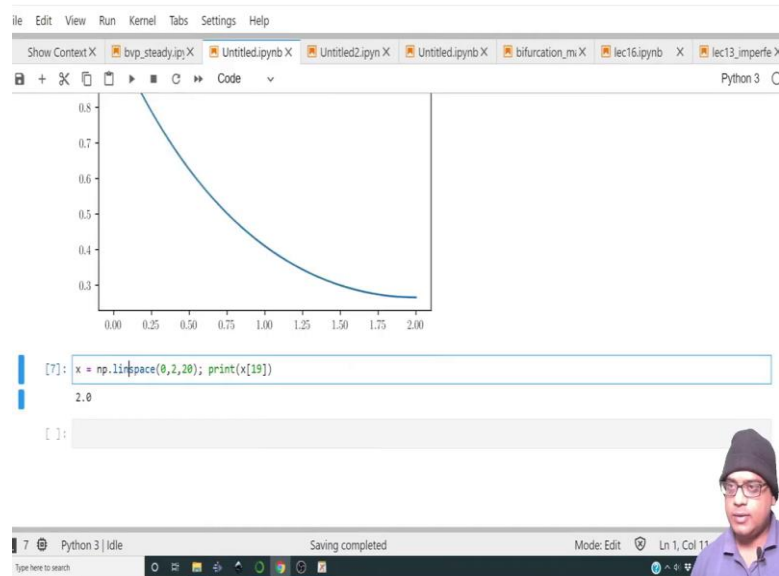 ile Edit View Run Kernel Tabs Settings Help
Show Context X bvp_steady.ipy X Untitled.ipynb X Untitled2.ipyn X Untitled.ipynb X bifurcation_mi X lec16.ipynb X lec13_imperfe X
Code Python 3
0.8
0.7
0.6
0.5
0.4
0.3
0.00 0.25 0.50 0.75 1.00 1.25 1.50 1.75 2.00
[7]: x = np.linspace(0,2,20); print(x[19])
2.0
[ ]:
7 Python 3 | Idle Saving completed Mode: Edit Ln 1, Col 11
Type here to search